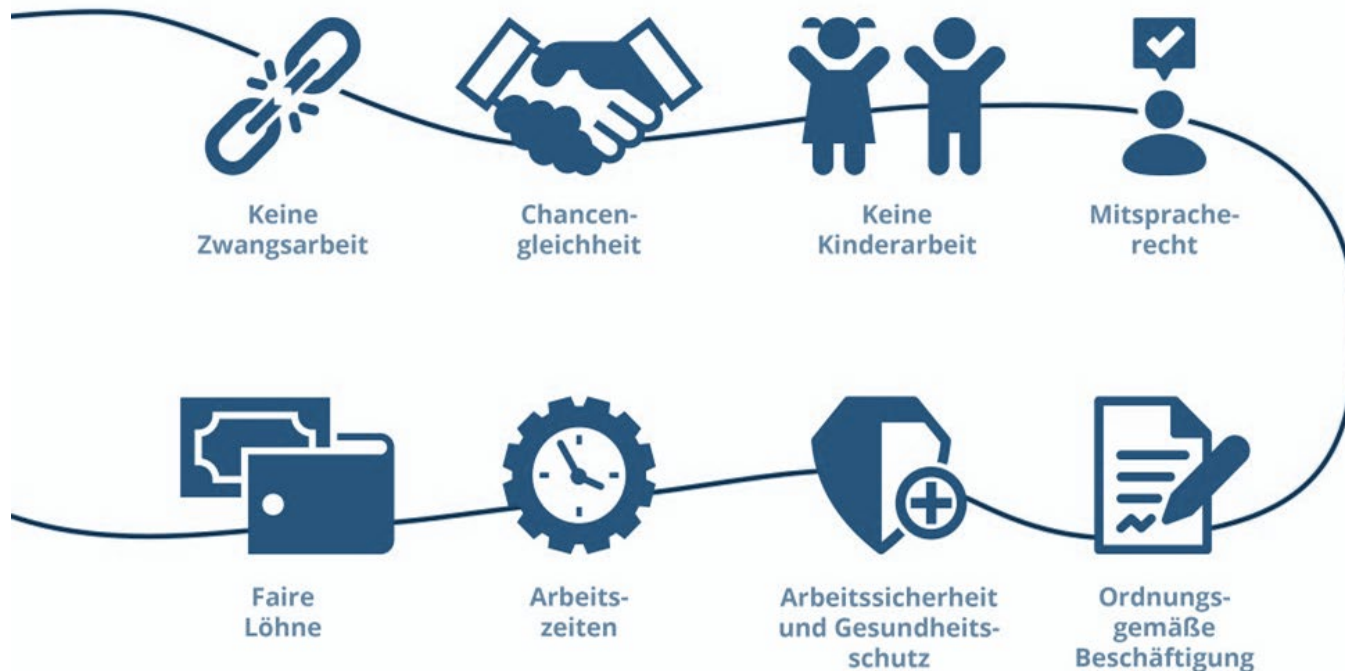 Keine
Zwangsarbeit
Chancen-
gleichheit
Keine
Kinderarbeit
Mitsprache-
recht
Faire
Löhne
Arbeits-
zeiten
Arbeitssicherheit
und Gesundheits-
schutz
Ordnungs-
gemäße
Beschäftigung